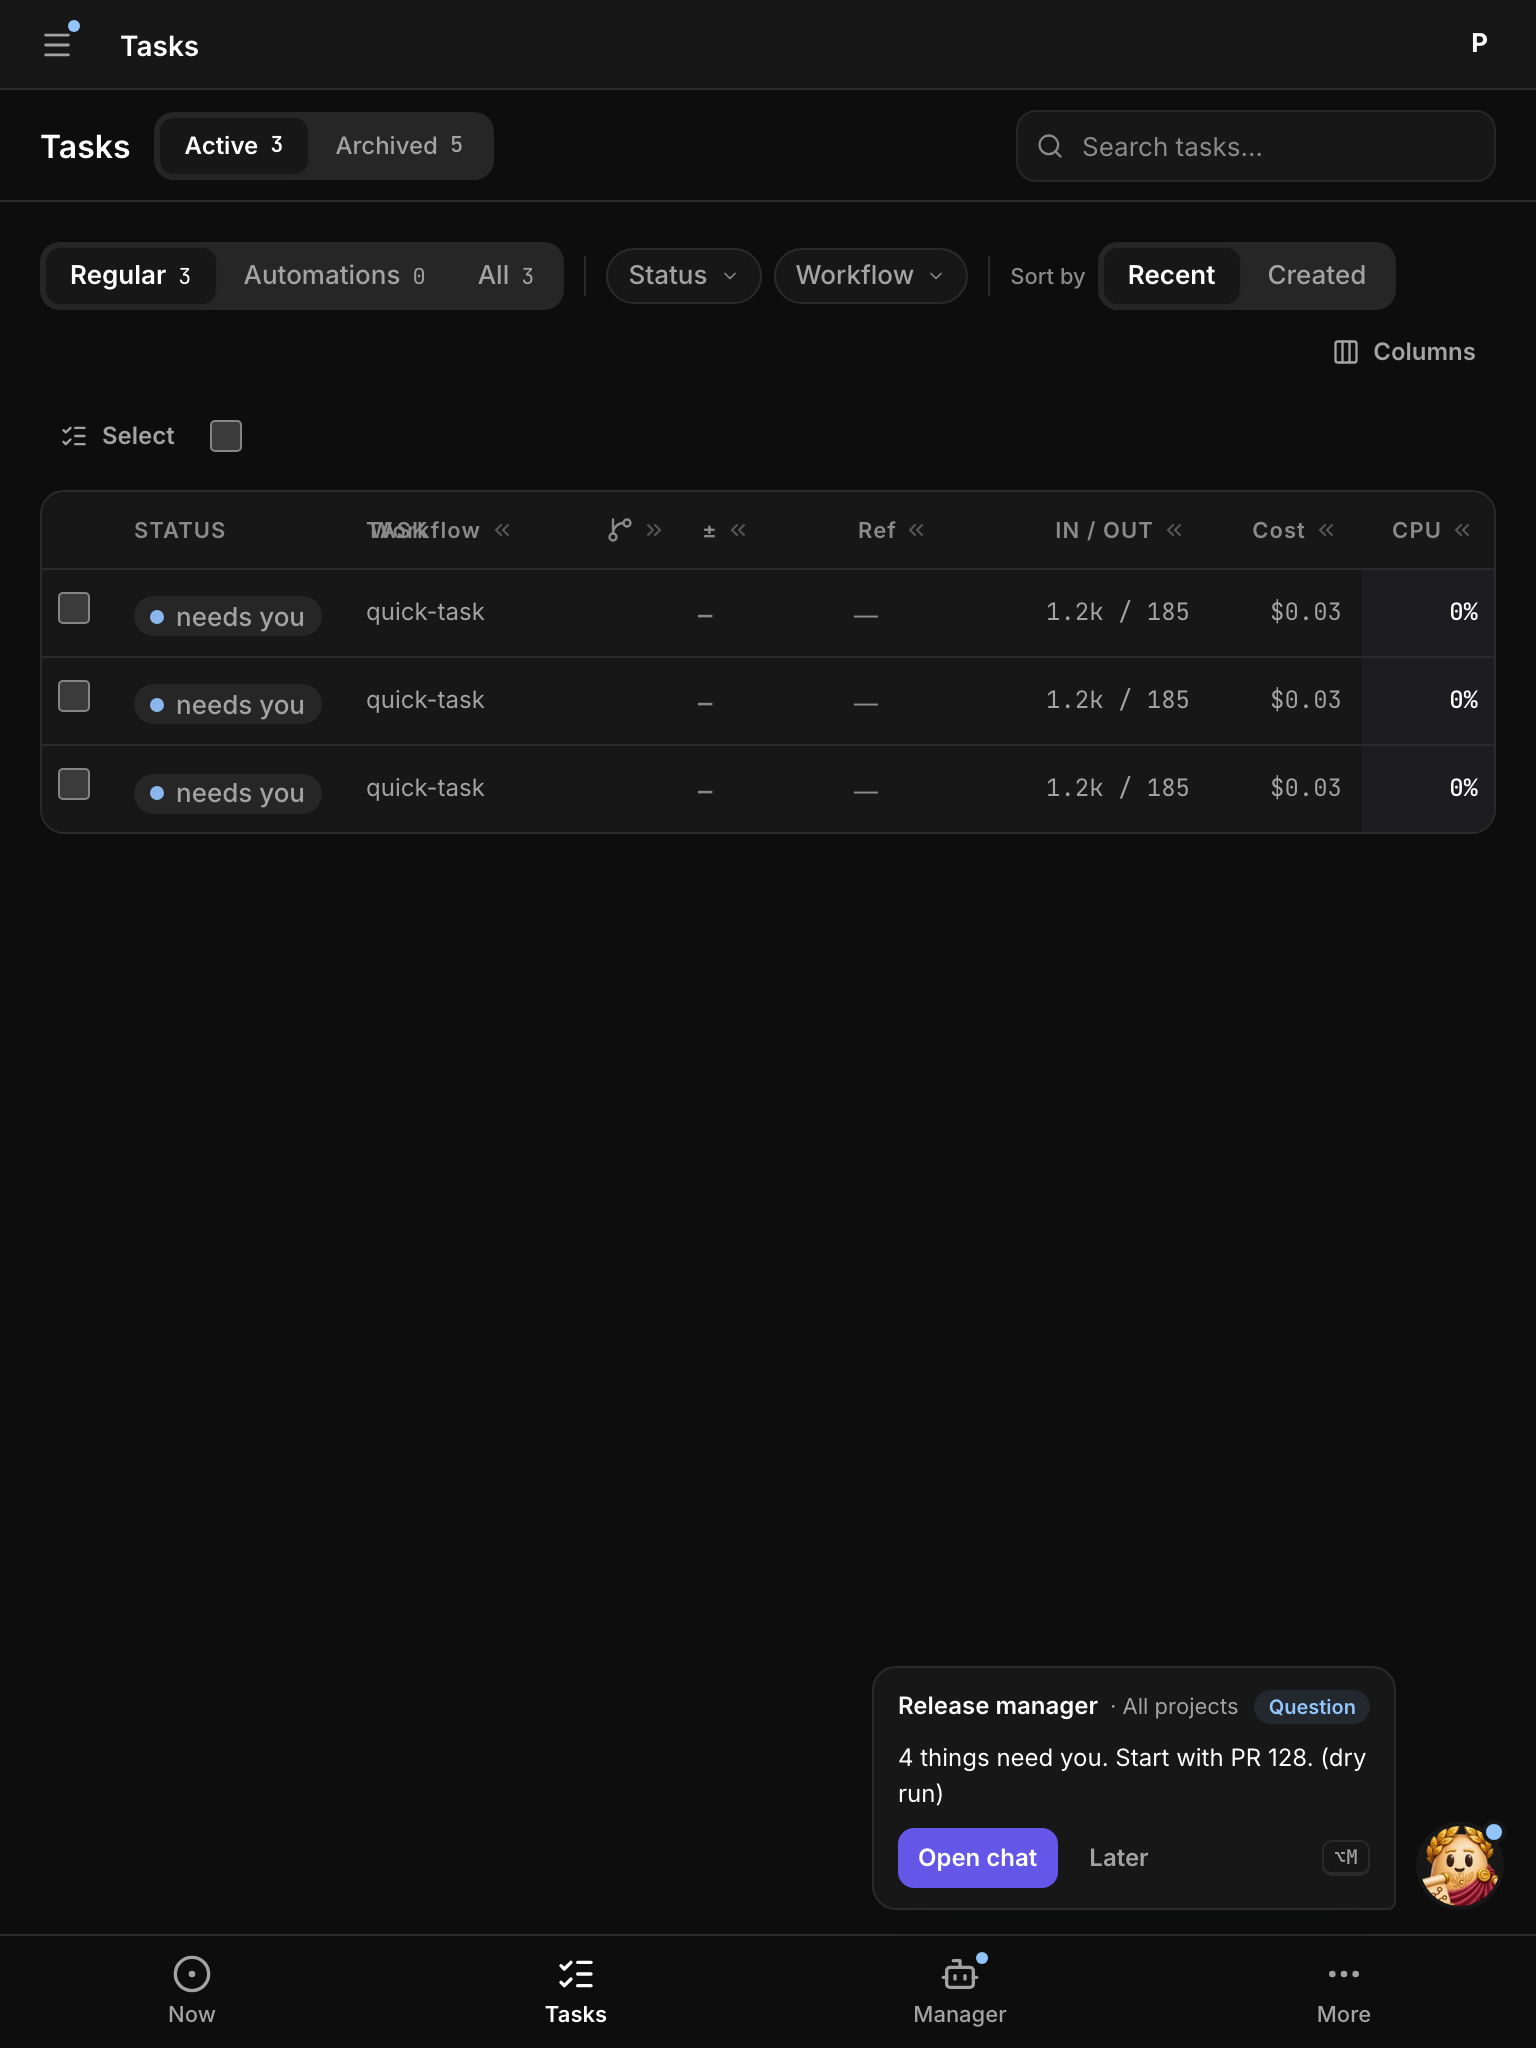 Tasks
P
Tasks Active 3 Archived 5 Search tasks...
Regular 3 Automations 0 All 3 Status Workflow Sort by Recent Created
Columns
Select
STATUS TASK Workflow ± Ref IN / OUT Cost CPU
needs you quick-task – — 1.2k / 185 $0.03 0%
needs you quick-task – — 1.2k / 185 $0.03 0%
needs you quick-task – — 1.2k / 185 $0.03 0%
Release manager · All projects Question
4 things need you. Start with PR 128. (dry
run)
Open chat Later ⌥M
Now Tasks Manager More